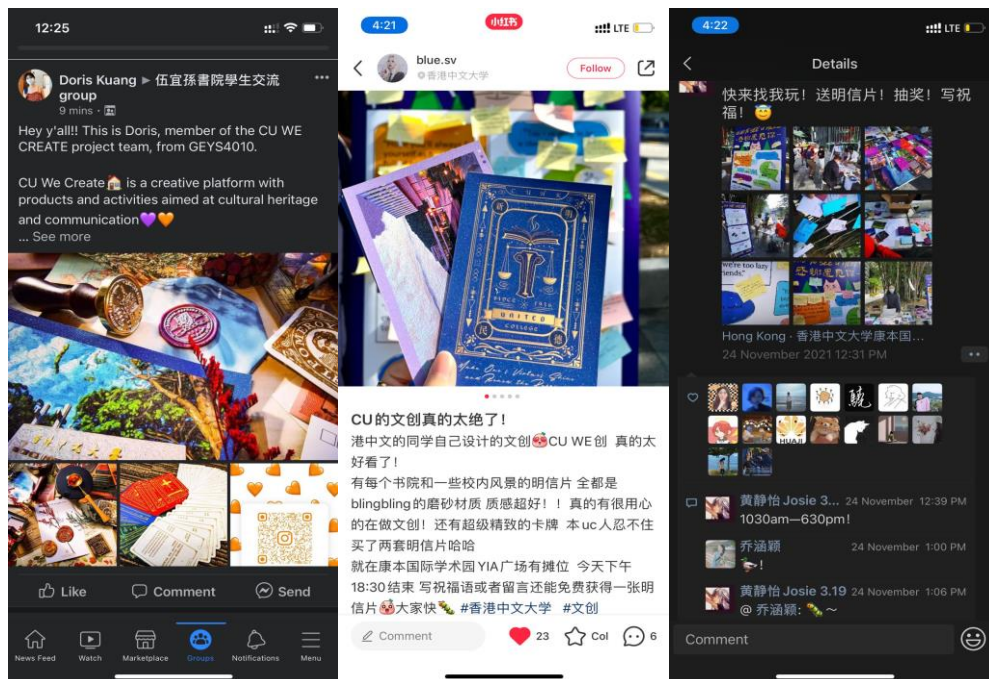 12:25
Doris Kuang ▸ 伍宜孫書院學生交流
group
9 mins ·
Hey y'all!! This is Doris, member of the CU WE
CREATE project team, from GEYS4010.
CU We Create🏠 is a creative platform with
products and activities aimed at cultural heritage
and communication💜🧡
... See more
Like
Comment
Send
News Feed
Watch
Marketplace
Groups
Notifications
Menu
4:21
小红书
LTE
blue.sv
香港中文大学
Follow
UNITED
COLLEGE
CU的文创真的太绝了！
港中文的同学自己设计的文创🍓CU WE创 真的太
好看了！
有每个书院和一些校内风景的明信片 全都是
blingbling的磨砂材质 质感超好！！真的有很用心
的在做文创！还有超级精致的卡牌 本uc人忍不住
买了两套明信片哈哈
就在康本国际学术园YIA广场有摊位 今天下午
18:30结束 写祝福语或者留言还能免费获得一张明
信片🍓大家快🐛 #香港中文大学 #文创
Comment
23
Col
6
4:22
LTE
Details
快来找我玩！送明信片！抽奖！写祝
福！😇
we're too lazy
Hong Kong · 香港中文大学康本国...
24 November 2021 12:31 PM
HUAJI
黄静怡 Josie 3... 24 November 12:39 PM
1030am—630pm！
乔涵颖 24 November 1:00 PM
！
黄静怡 Josie 3.19 24 November 1:06 PM
@ 乔涵颖: 🐛～
Comment